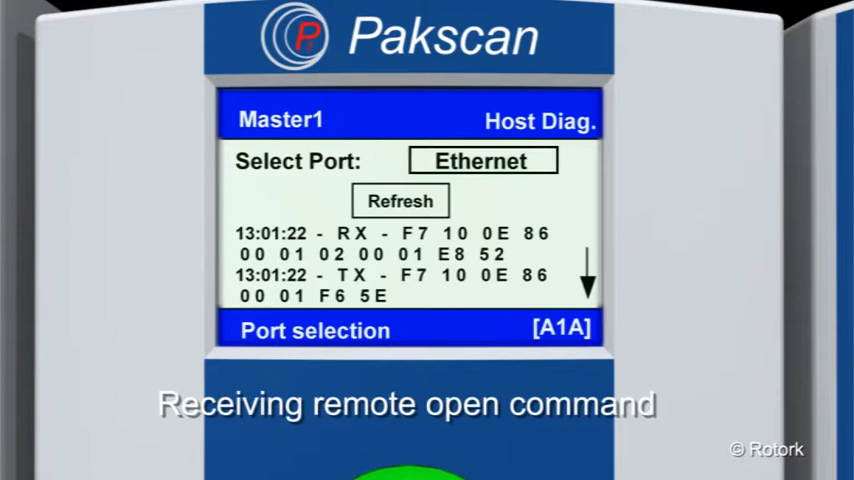 Pakscan
Master1 Host Diag.
Select Port: Ethernet
Refresh
13:01:22 - RX - F7 10 0E 86
00 01 02 00 01 E8 52
13:01:22 - TX - F7 10 0E 86
00 01 F6 5E
Port selection [A1A]
Receiving remote open command
© Rotork